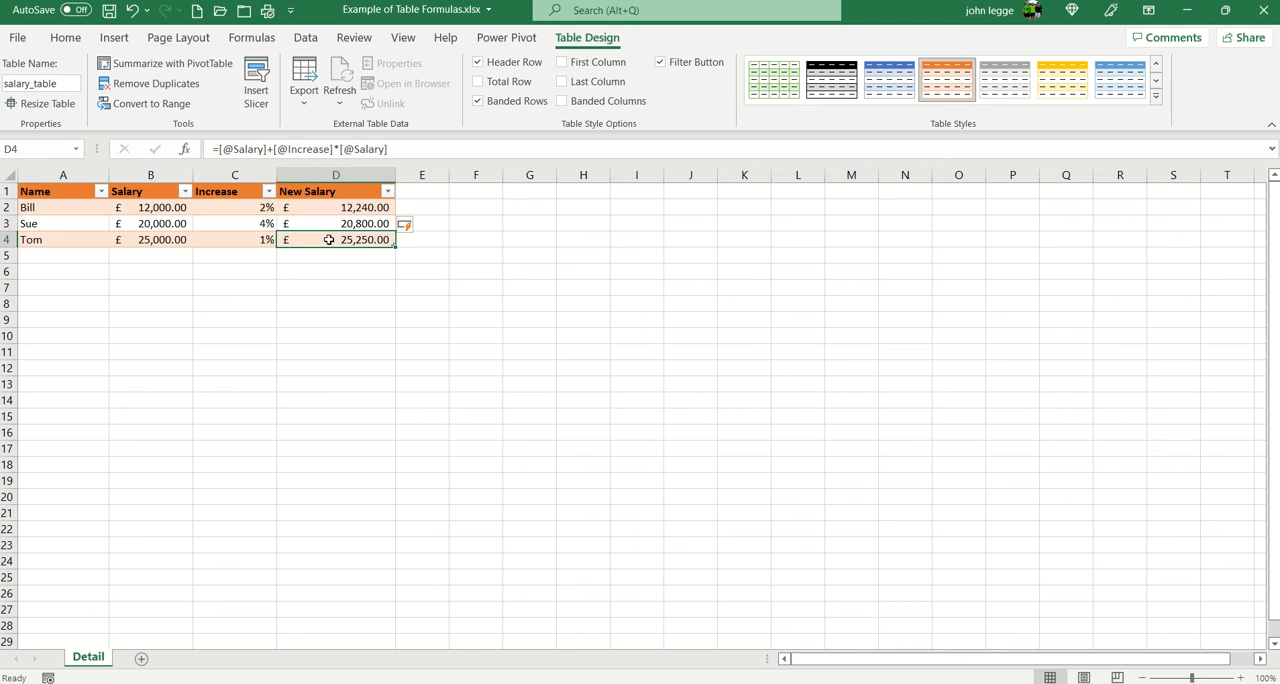 AutoSave Off Example of Table Formulas.xlsx Search (Alt+Q) john legge
File Home Insert Page Layout Formulas Data Review View Help Power Pivot Table Design Comments Share
Table Name:
salary_table
Resize Table
Properties
Summarize with PivotTable
Remove Duplicates
Convert to Range
Tools
Insert
Slicer
Export
Refresh
Properties
Open in Browser
Unlink
External Table Data
Header Row First Column Filter Button
Total Row Last Column
Banded Rows Banded Columns
Table Style Options
Table Styles
D4 fx =[@Salary]+[@Increase]*[@Salary]
A B C D E F G H I J K L M N O P Q R S T
1 Name Salary Increase New Salary
2 Bill £ 12,000.00 2% £ 12,240.00
3 Sue £ 20,000.00 4% £ 20,800.00
4 Tom £ 25,000.00 1% £ 25,250.00
5
6
7
8
9
10
11
12
13
14
15
16
17
18
19
20
21
22
23
24
25
26
27
28
29
Detail
Ready 100%